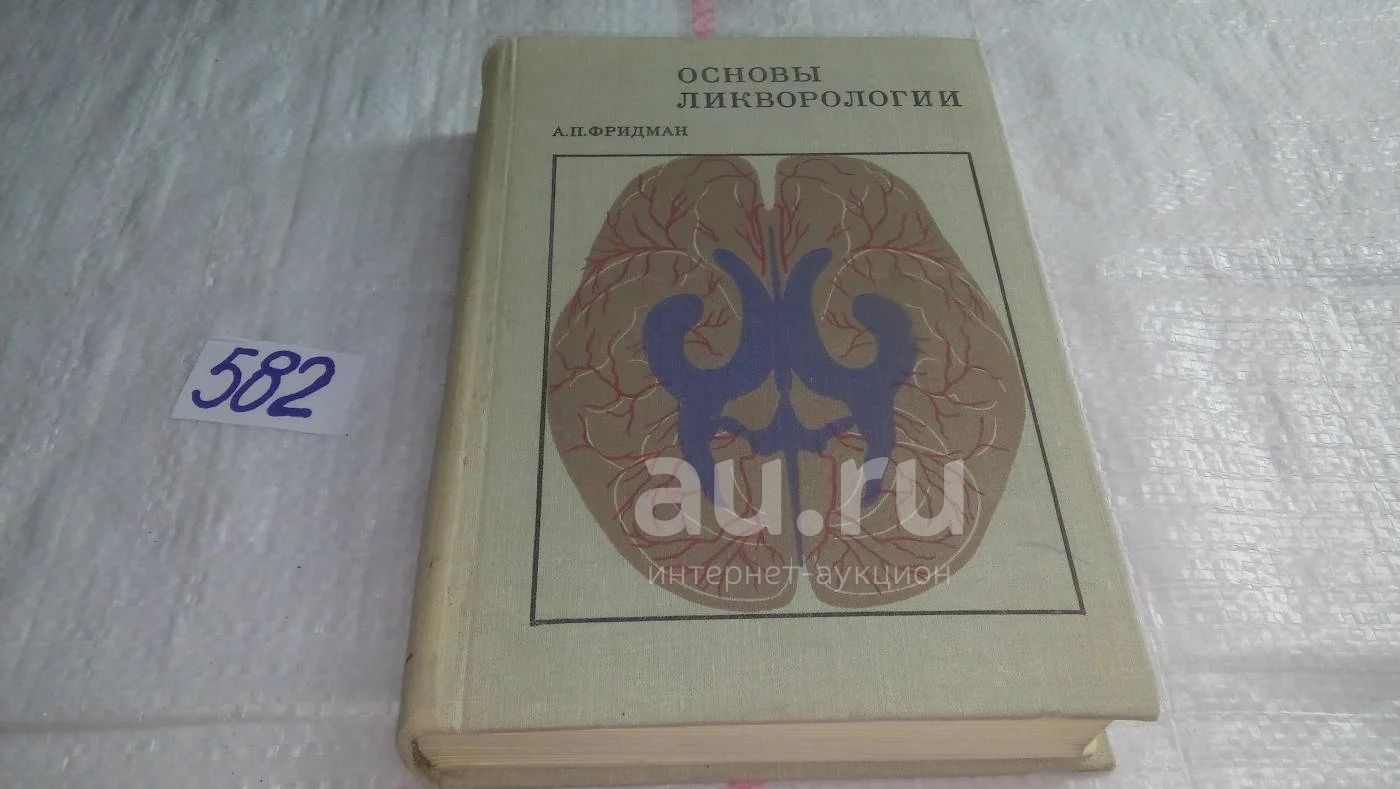 ОСНОВЫ
ЛИКВОРОЛОГИИ
А.П.ФРИДМАН
582
au.ru
интернет-аукцион